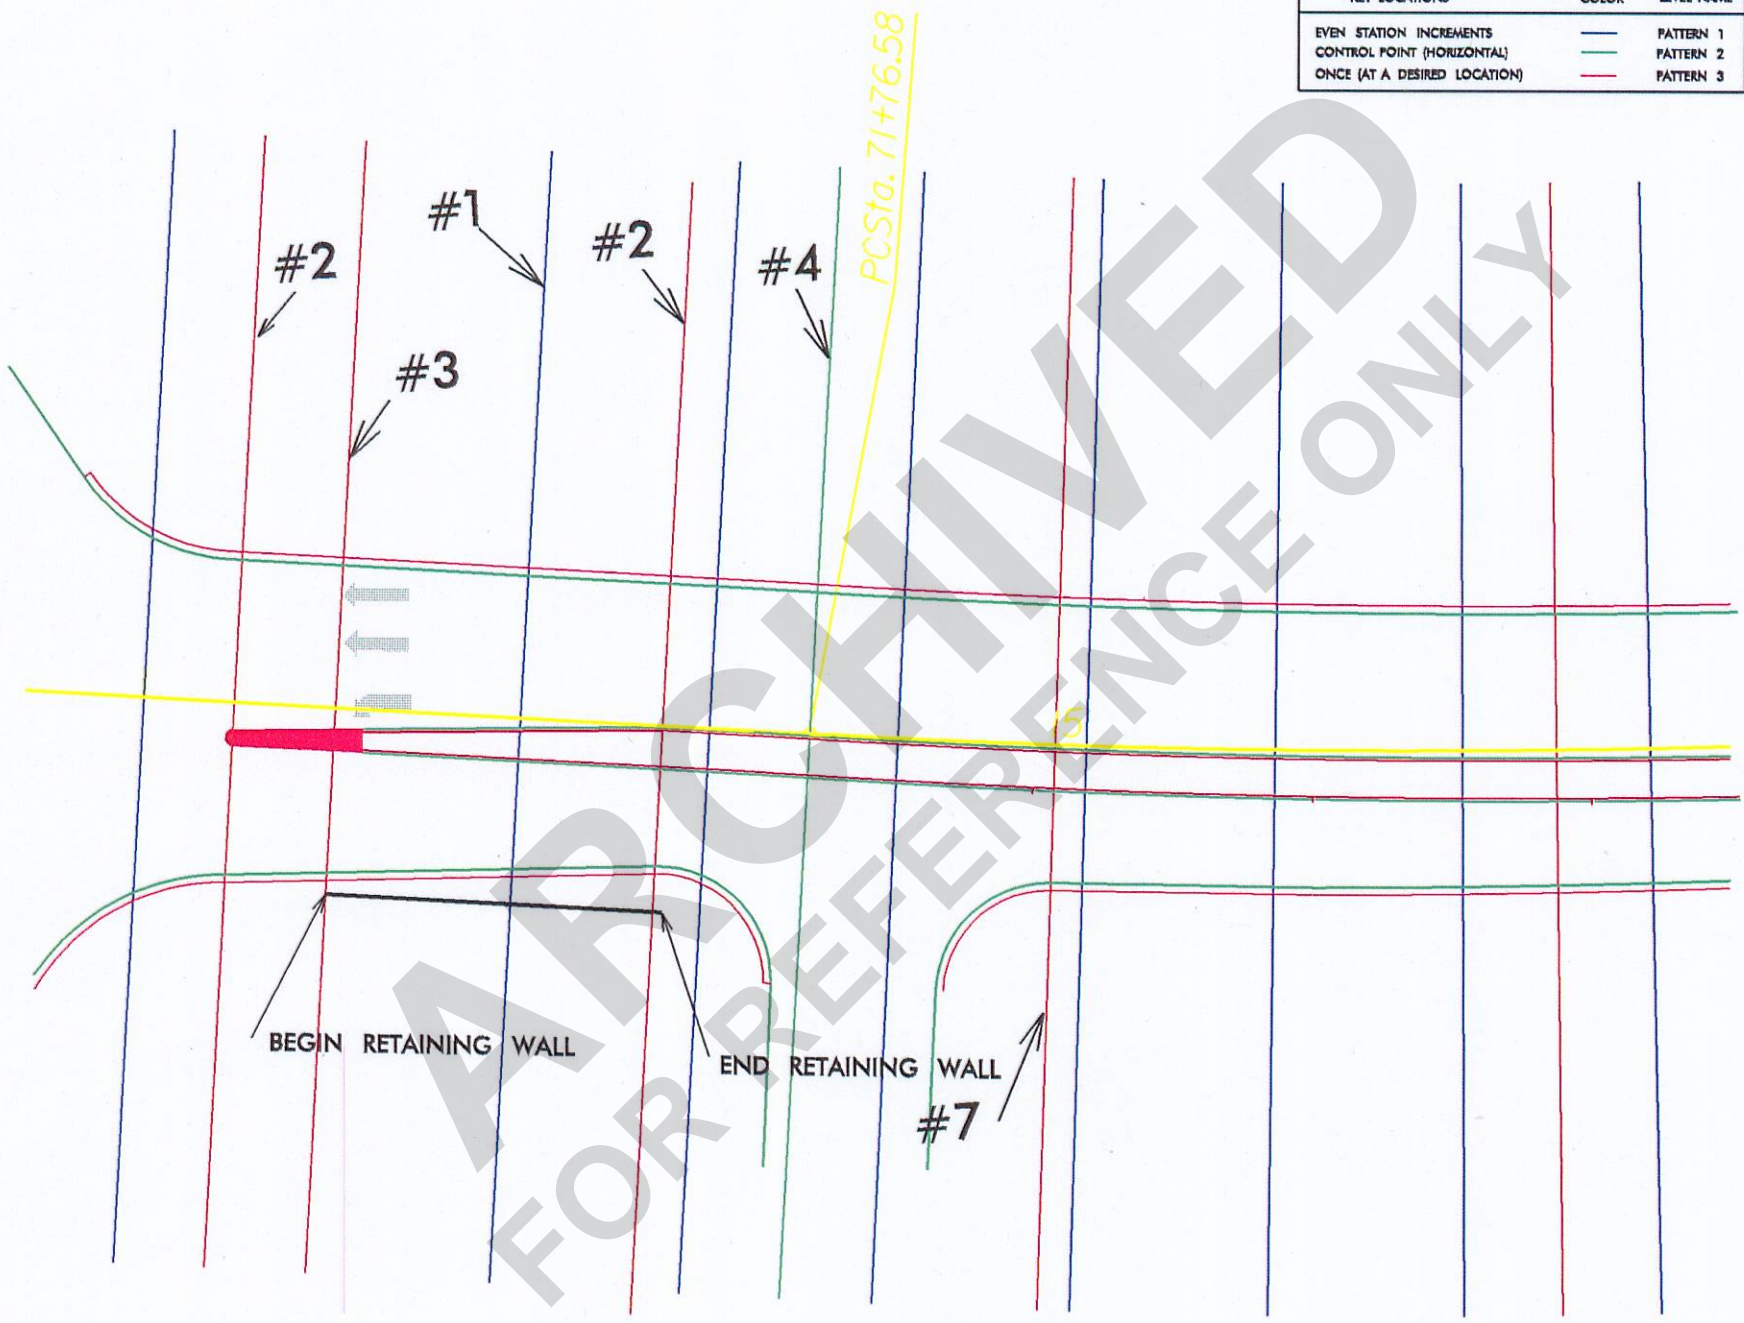 EVEN STATION INCREMENTS PATTERN 1
CONTROL POINT (HORIZONTAL) PATTERN 2
ONCE (AT A DESIRED LOCATION) PATTERN 3
PCSta. 71+76.58
#1
#2
#2
#4
#3
15
BEGIN RETAINING WALL
END RETAINING WALL
#7
ARCHIVED
FOR REFERENCE ONLY